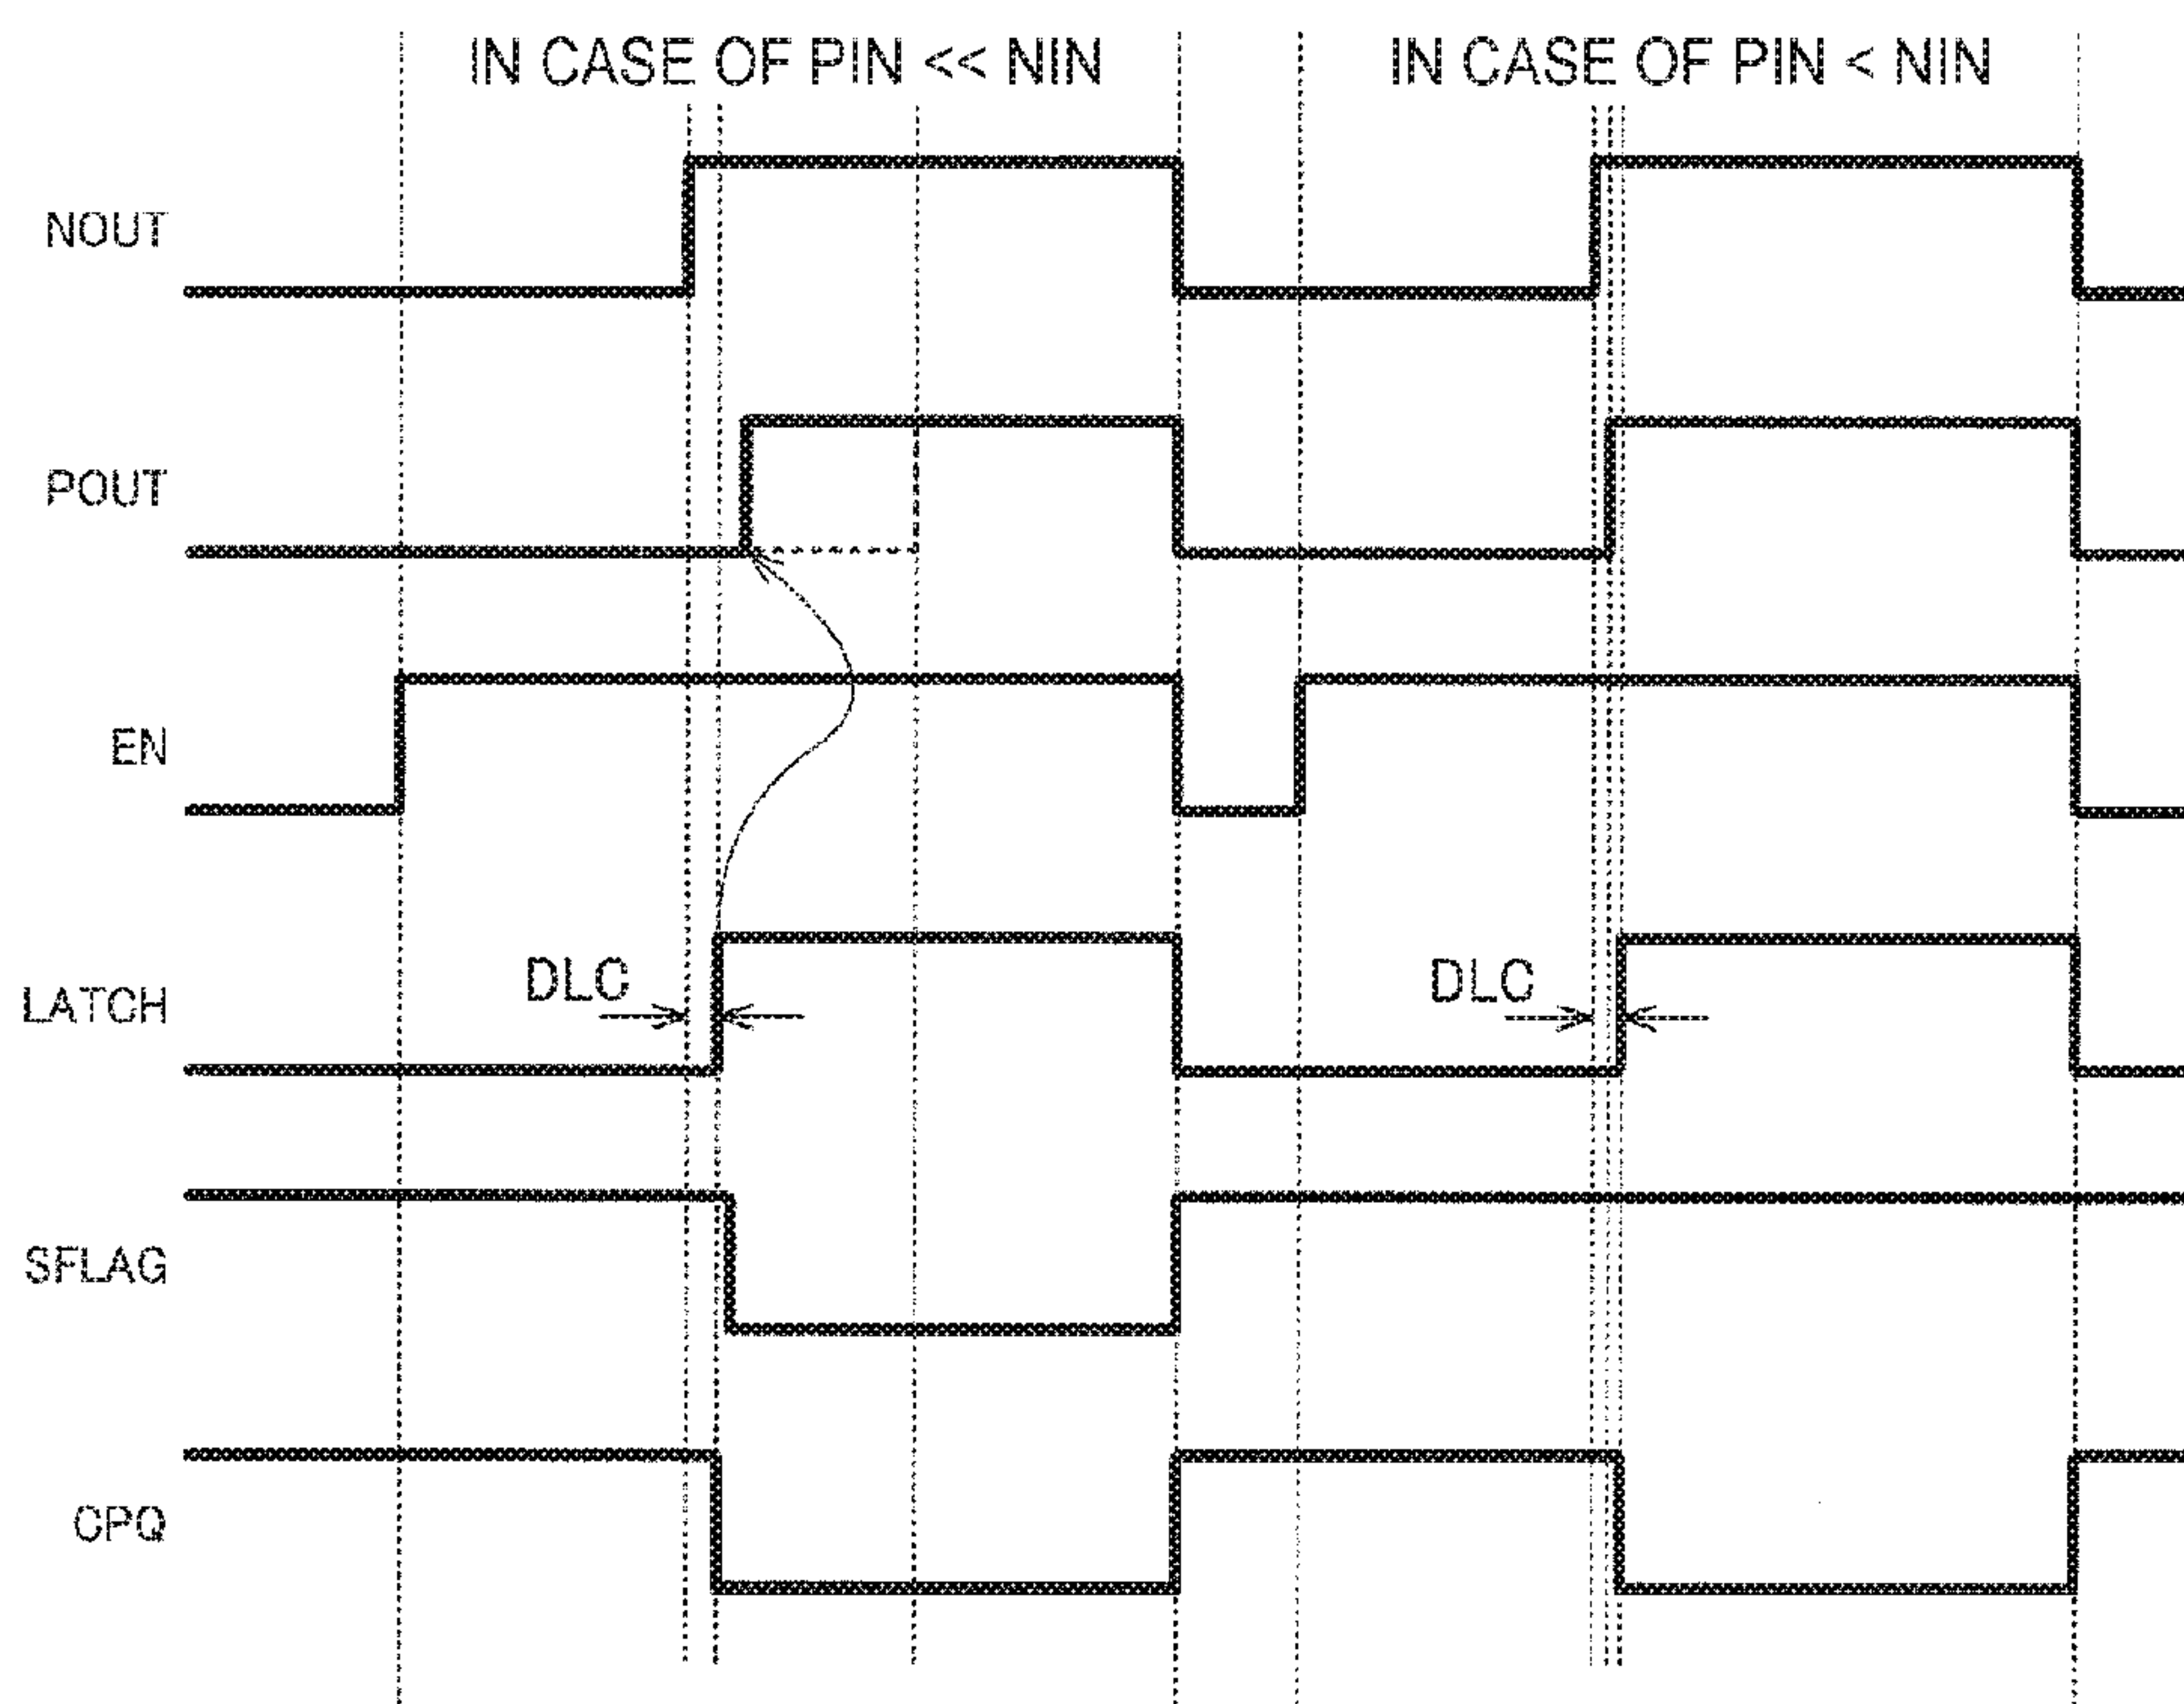 IN CASE OF PIN << NIN
IN CASE OF PIN < NIN
NOUT
POUT
EN
LATCH
DLC
DLC
SFLAG
CPQ